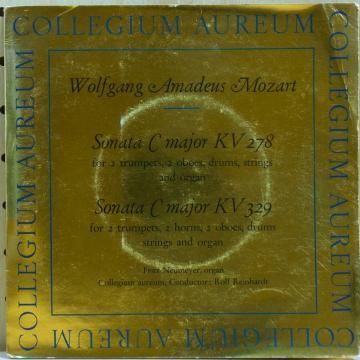 COLLEGIUM AUREUM
COLLEGIUM AUREUM
COLLEGIUM AUREUM
Wolfgang Amadeus Mozart
Sonata C major KV 278
for 2 trumpets, 2 oboes, drums, strings
and organ
Sonata C major KV 329
for 2 trumpets, 2 horns, 2 oboes, drums
strings and organ
Fritz Neumeyer, organ
Collegium aureum, Conductor: Rolf Reinhardt
COLLEGIUM AUREUM